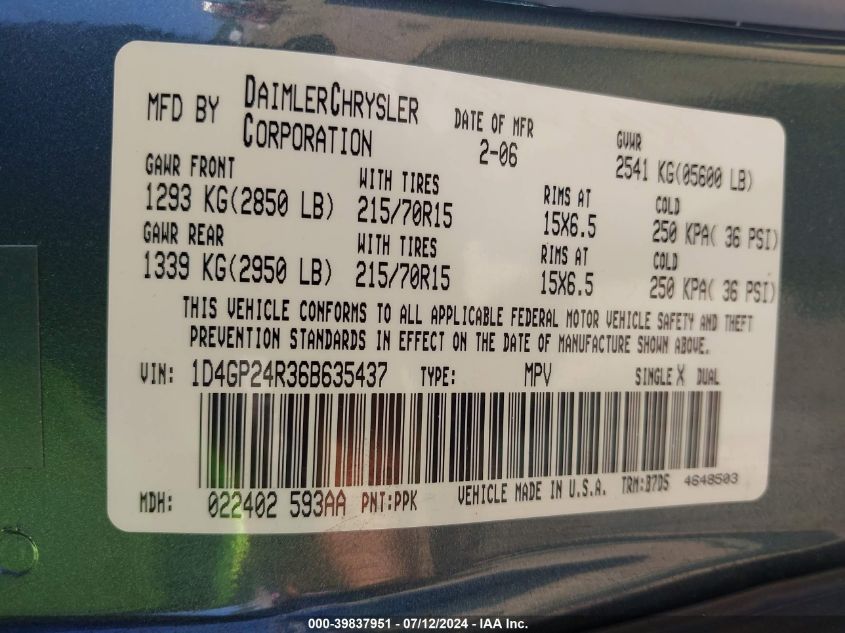 MFD BY DAIMLERCHRYSLER CORPORATION
DATE OF MFR 2-06
GVWR 2541 KG(05600 LB)
GAWR FRONT WITH TIRES RIMS AT COLD
1293 KG(2850 LB) 215/70R15 15X6.5 250 KPA( 36 PSI)
GAWR REAR WITH TIRES RIMS AT COLD
1339 KG(2950 LB) 215/70R15 15X6.5 250 KPA( 36 PSI)
THIS VEHICLE CONFORMS TO ALL APPLICABLE FEDERAL MOTOR VEHICLE SAFETY AND THEFT
PREVENTION STANDARDS IN EFFECT ON THE DATE OF MANUFACTURE SHOWN ABOVE.
VIN: 1D4GP24R36B635437 TYPE: MPV SINGLE X DUAL
MDH: 022402 593AA PNT:PPK VEHICLE MADE IN U.S.A. TRM:B7D5 4648503
000-39837951 - 07/12/2024 - IAA Inc.